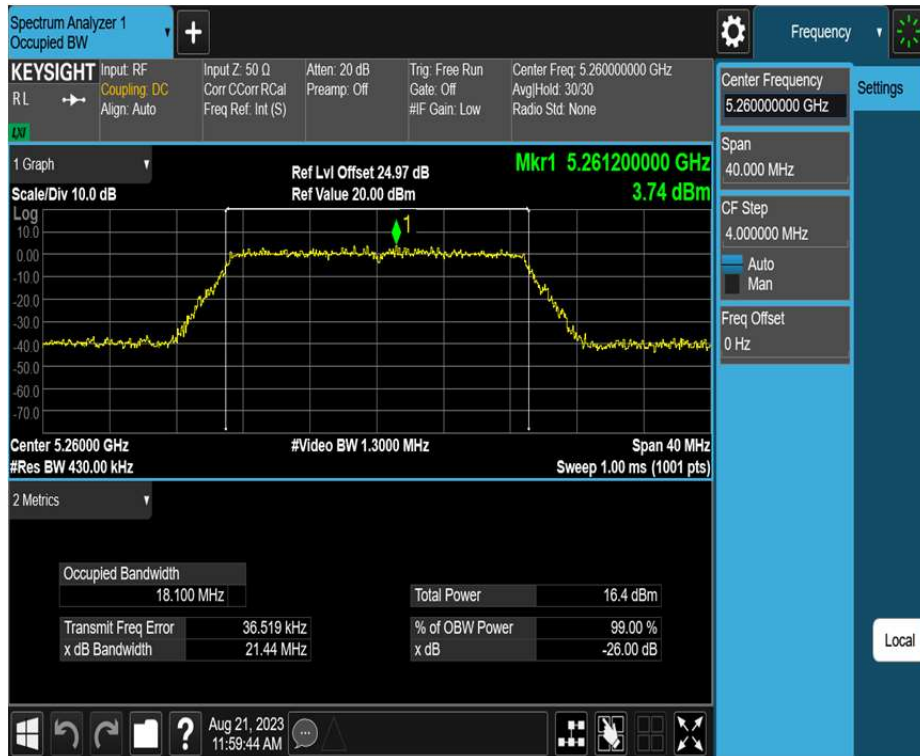 Spectrum Analyzer 1
Occupied BW
Frequency
KEYSIGHT
R L
LXI
Input: RF
Coupling: DC
Align: Auto
Input Z: 50 Ω
Corr CCorr RCal
Freq Ref: Int (S)
Atten: 20 dB
Preamp: Off
Trig: Free Run
Gate: Off
#IF Gain: Low
Center Freq: 5.260000000 GHz
Avg|Hold: 30/30
Radio Std: None
Center Frequency
5.260000000 GHz
Settings
Span
40.000 MHz
CF Step
4.000000 MHz
Auto
Man
Freq Offset
0 Hz
1 Graph
Scale/Div 10.0 dB
Ref Lvl Offset 24.97 dB
Ref Value 20.00 dBm
Mkr1 5.261200000 GHz
3.74 dBm
Log
1
10.0
0.00
-10.0
-20.0
-30.0
-40.0
-50.0
-60.0
-70.0
Center 5.26000 GHz
#Video BW 1.3000 MHz
Span 40 MHz
#Res BW 430.00 kHz
Sweep 1.00 ms (1001 pts)
2 Metrics
Occupied Bandwidth
18.100 MHz
Total Power 16.4 dBm
Transmit Freq Error 36.519 kHz
% of OBW Power 99.00 %
x dB Bandwidth 21.44 MHz
x dB -26.00 dB
Local
Aug 21, 2023
11:59:44 AM